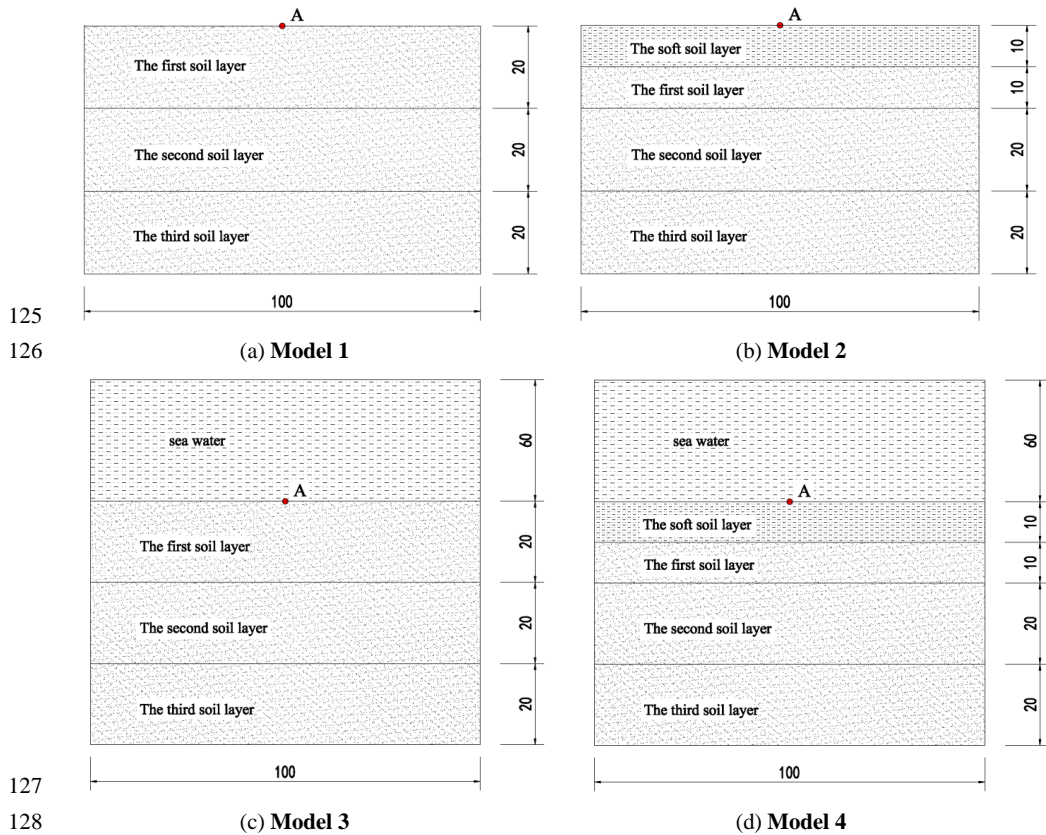 A
The first soil layer
20
The second soil layer
20
The third soil layer
20
100
A
The soft soil layer
10
The first soil layer
10
The second soil layer
20
The third soil layer
20
100
125
126 (a) Model 1 (b) Model 2
sea water
60
A
The first soil layer
20
The second soil layer
20
The third soil layer
20
100
sea water
60
A
The soft soil layer
10
The first soil layer
10
The second soil layer
20
The third soil layer
20
100
127
128 (c) Model 3 (d) Model 4